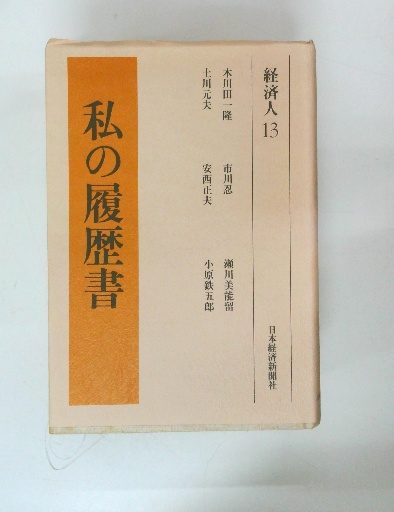 経済人 13
木川田一隆 市川忍 瀬川美能留
土川元夫 安西正夫 小原鉄五郎
日本経済新聞社
私の履歴書